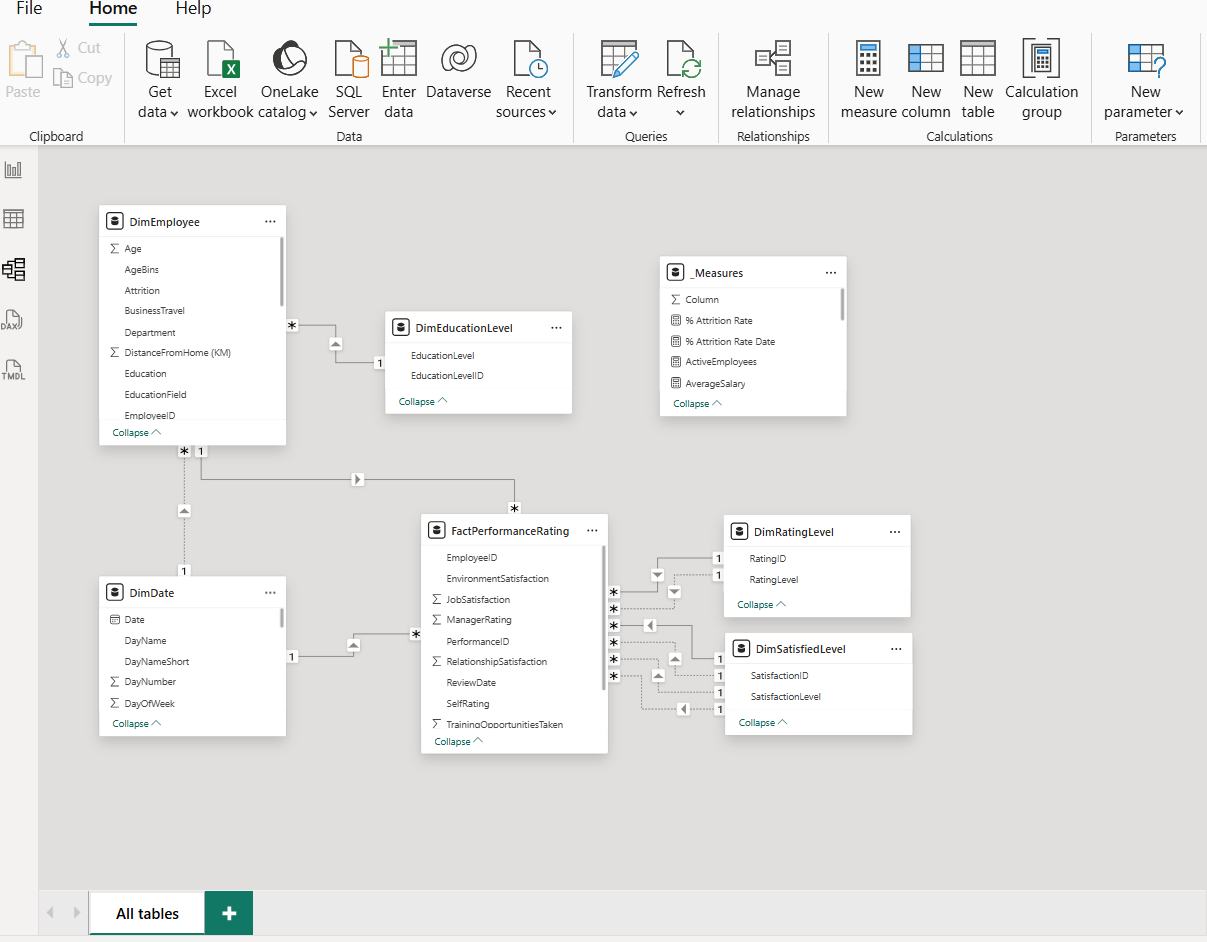 File Home Help
Paste
Cut
Copy
Get data
Excel workbook
OneLake catalog
SQL Server
Enter data
Dataverse
Recent sources
Transform data
Refresh
Manage relationships
New measure
New column
New table
Calculation group
New parameter
Clipboard
Data
Queries
Relationships
Calculations
Parameters
DAX
TMDL
DimEmployee
Age
AgeBins
Attrition
BusinessTravel
Department
DistanceFromHome (KM)
Education
EducationField
EmployeeID
Collapse
* 1
DimEducationLevel
EducationLevel
EducationLevelID
Collapse
_Measures
Column
% Attrition Rate
% Attrition Rate Date
ActiveEmployees
AverageSalary
Collapse
* 1
*
1
DimDate
Date
DayName
DayNameShort
DayNumber
DayOfWeek
Collapse
1 *
FactPerformanceRating
EmployeeID
EnvironmentSatisfaction
JobSatisfaction
ManagerRating
PerformanceID
RelationshipSatisfaction
ReviewDate
SelfRating
TrainingOpportunitiesTaken
Collapse
*
*
*
*
*
*
1
1
DimRatingLevel
RatingID
RatingLevel
Collapse
1
1
1
1
DimSatisfiedLevel
SatisfactionID
SatisfactionLevel
Collapse
All tables